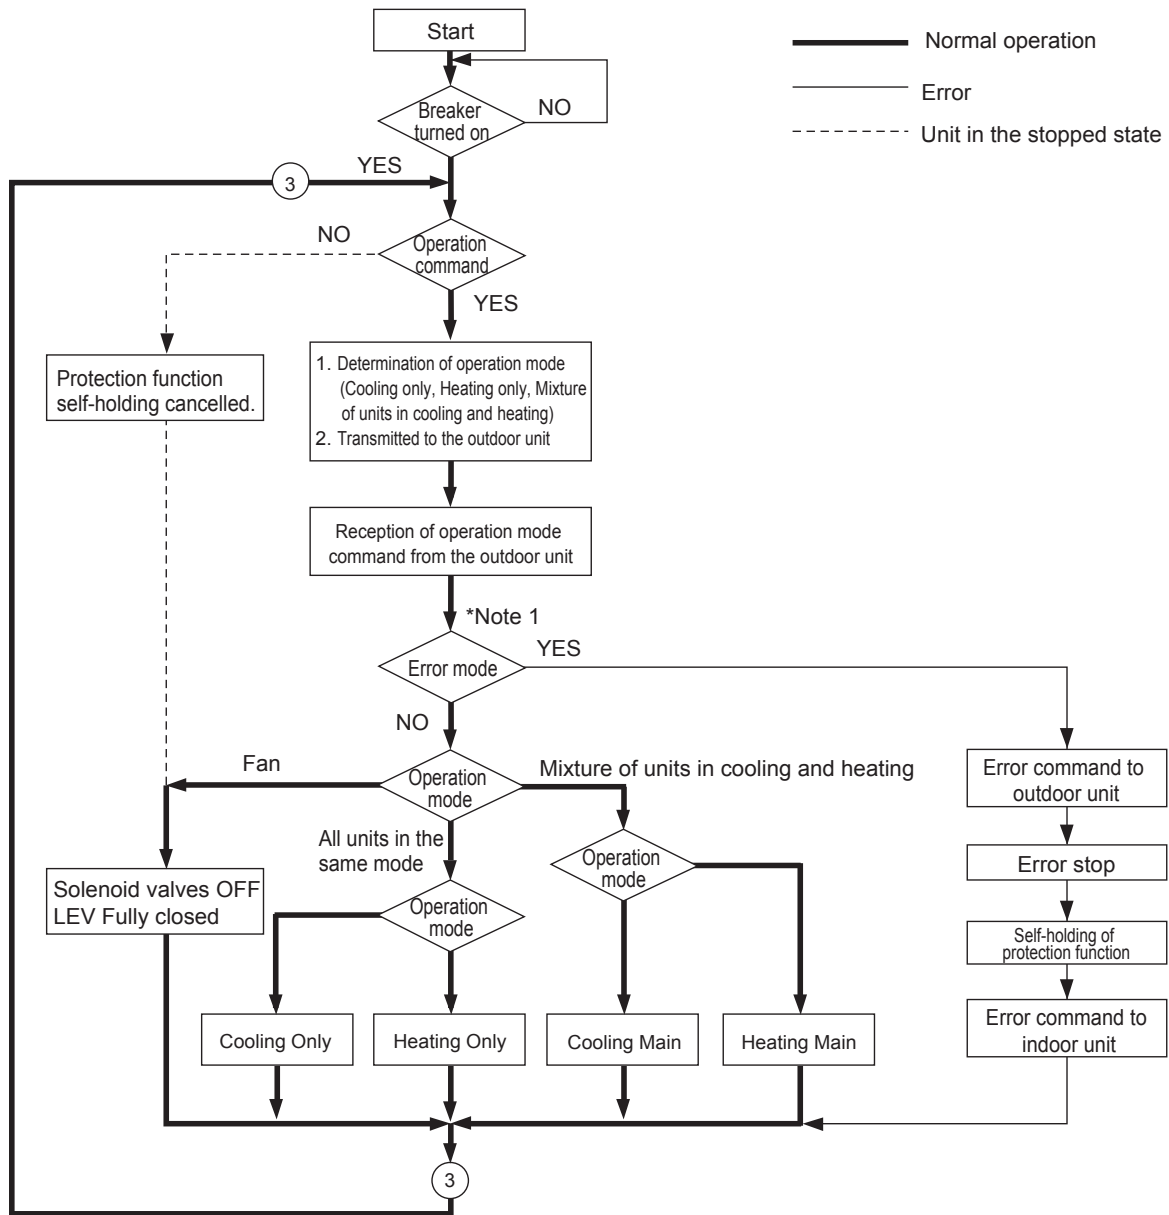 Start
Normal operation
Error
Unit in the stopped state
Breaker
turned on
NO
YES
3
NO
Operation
command
YES
Protection function
self-holding cancelled.
1. Determination of operation mode
(Cooling only, Heating only, Mixture
of units in cooling and heating)
2. Transmitted to the outdoor unit
Reception of operation mode
command from the outdoor unit
*Note 1
YES
Error mode
NO
Fan
Operation
mode
Mixture of units in cooling and heating
Error command to
outdoor unit
All units in the
same mode
Operation
mode
Error stop
Solenoid valves OFF
LEV Fully closed
Operation
mode
Self-holding of
protection function
Error command to
indoor unit
Cooling Only
Heating Only
Cooling Main
Heating Main
3